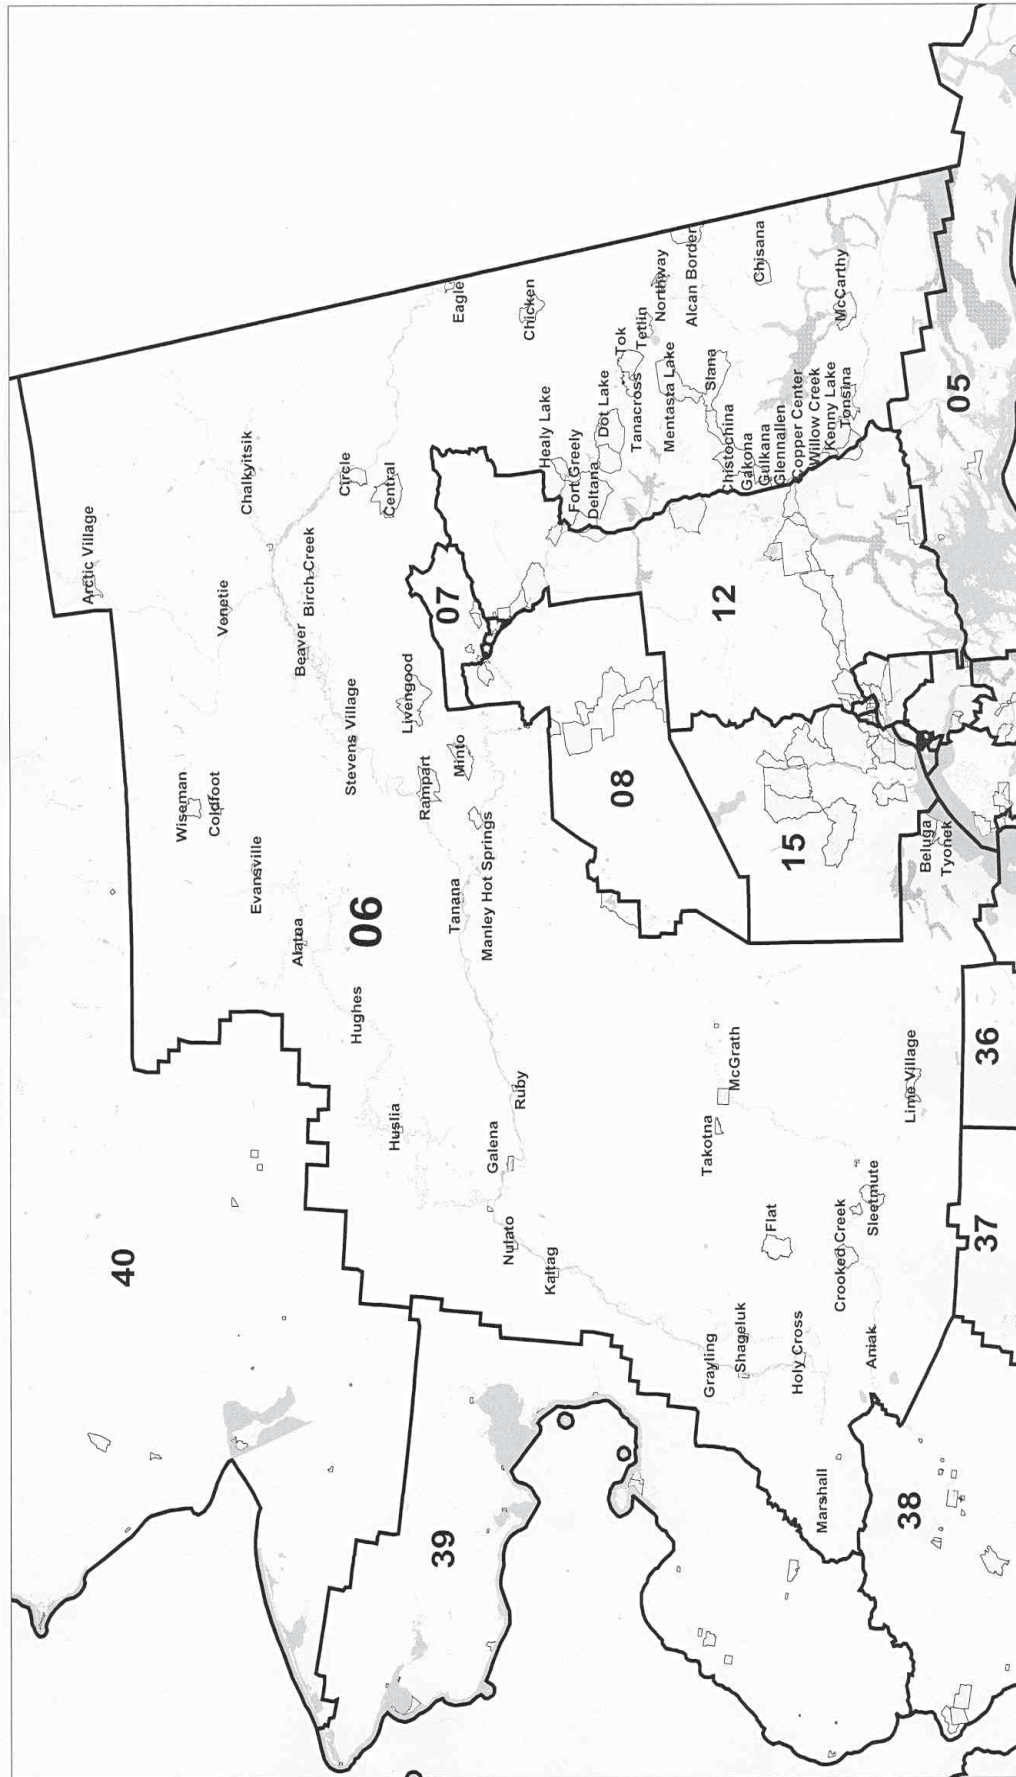 40
39
38
37
36
06
07
08
15
12
05
Arctic Village
Venetie
Chalkyitsik
Wiseman
Coldfoot
Evansville
Alatna
Beaver
Birch Creek
Circle
Central
Stevens Village
Hughes
Huslia
Livengood
Rampart
Minto
Tanana
Manley Hot Springs
Eagle
Chicken
Galena
Ruby
Nulato
Kaltag
Healy Lake
Fort Greely
Deltana
Dot Lake
Tok
Tanacross
Tetlin
Northway
Mentasta Lake
Alcan Border
Slana
Chistochina
Gakona
Gulkana
Glennallen
Copper Center
Willow Creek
Kenny Lake
Tonsina
Chisana
McCarthy
Takotna
McGrath
Grayling
Shageluk
Flat
Holy Cross
Crooked Creek
Sleetmute
Aniak
Marshall
Lime Village
Beluga
Tyonek